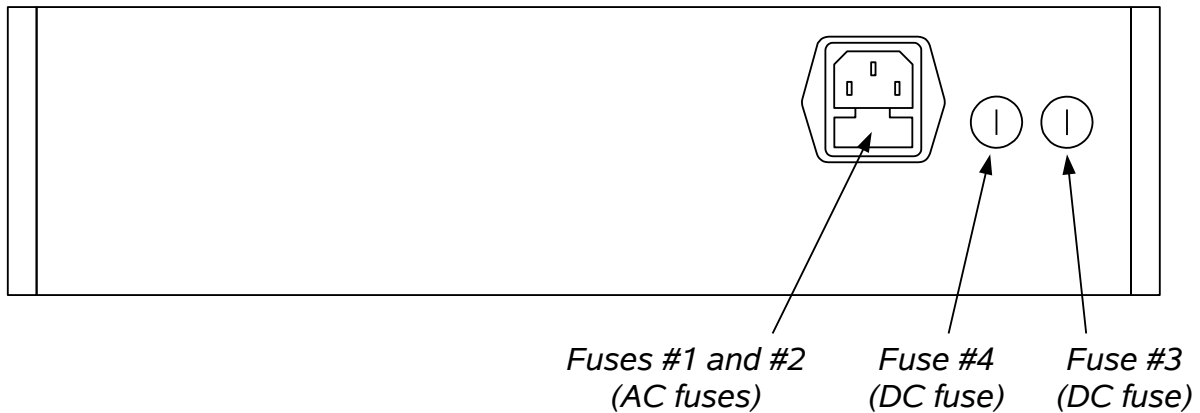 Fuses #1 and #2
(AC fuses)
Fuse #4
(DC fuse)
Fuse #3
(DC fuse)